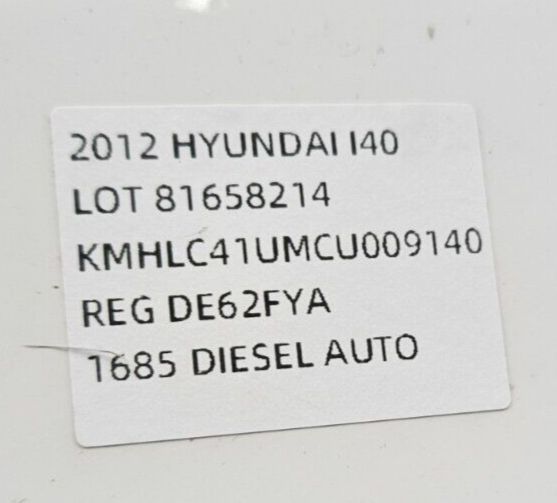 2012 HYUNDAI I40
LOT 81658214
KMHLC41UMCU009140
REG DE62FYA
1685 DIESEL AUTO